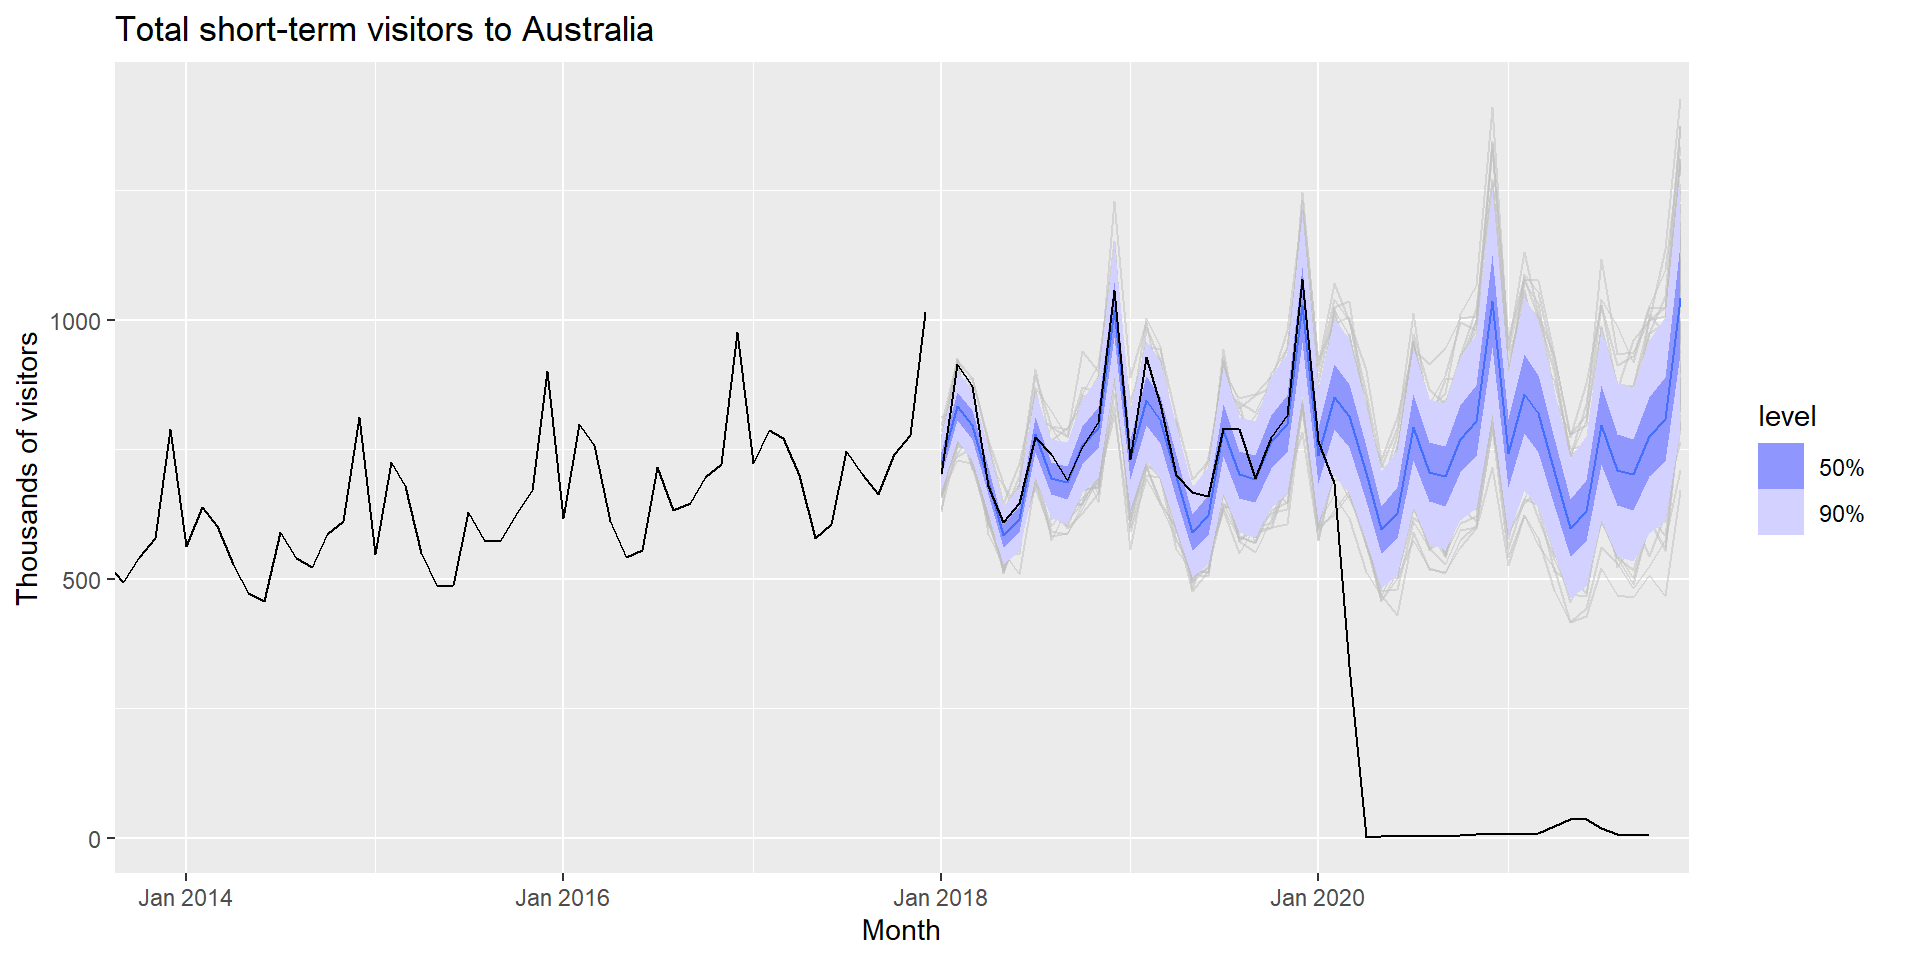 Total short-term visitors to Australia
Thousands of visitors
1000
500
0
Jan 2014
Jan 2016
Jan 2018
Jan 2020
Month
level
50%
90%